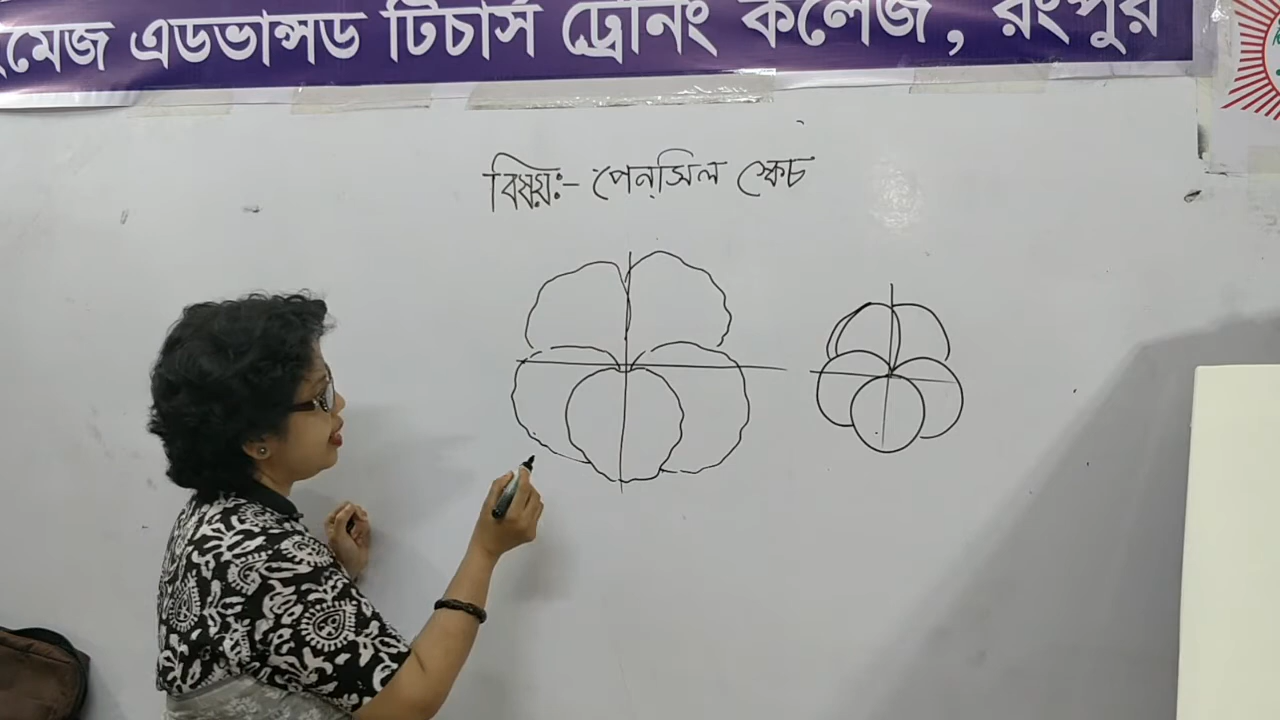 মেজ এডভান্সড টিচার্স ট্রেনিং কলেজ, রংপুর
বিষয়ঃ- পেন্সিল স্কেচ